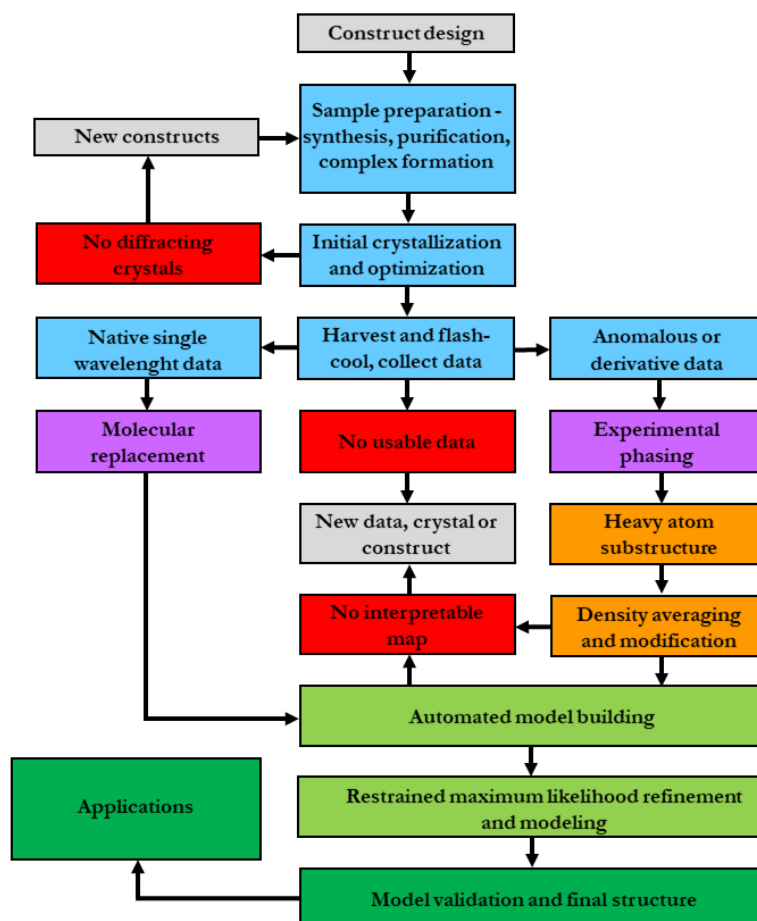 Construct design
Sample preparation -
synthesis, purification,
complex formation
New constructs
No diffracting
crystals
Initial crystallization
and optimization
Native single
wavelenght data
Harvest and flash-
cool, collect data
Anomalous or
derivative data
Molecular
replacement
No usable data
Experimental
phasing
New data, crystal or
construct
Heavy atom
substructure
No interpretable
map
Density averaging
and modification
Automated model building
Applications
Restrained maximum likelihood refinement
and modeling
Model validation and final structure